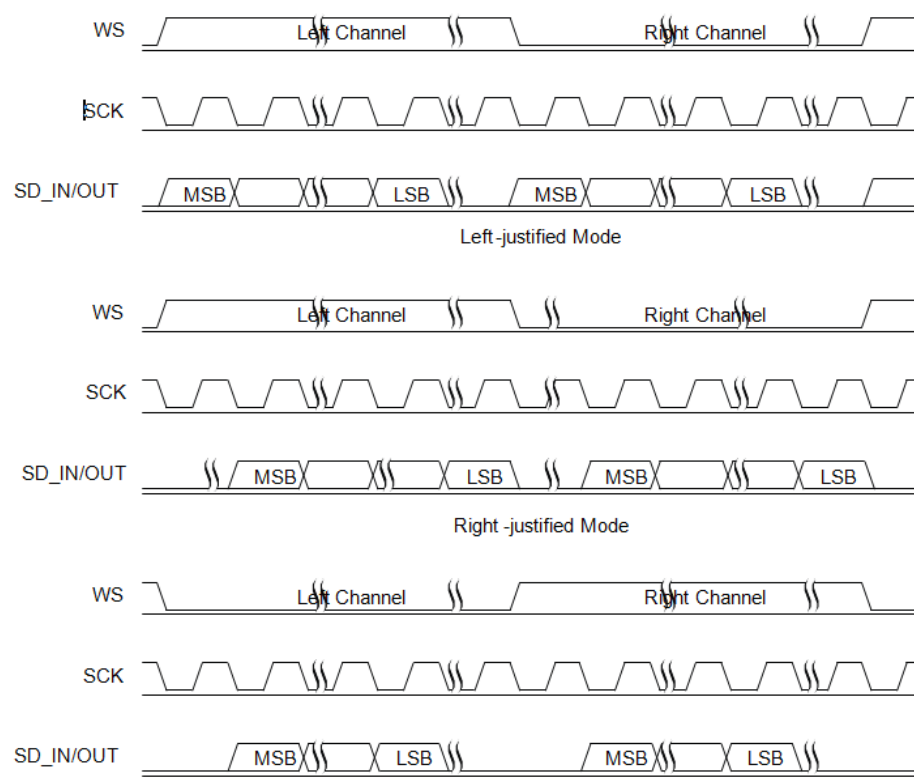 WS Left Channel Right Channel
SCK
SD_IN/OUT MSB LSB MSB LSB
Left-justified Mode
WS Left Channel Right Channel
SCK
SD_IN/OUT MSB LSB MSB LSB
Right-justified Mode
WS Left Channel Right Channel
SCK
SD_IN/OUT MSB LSB MSB LSB